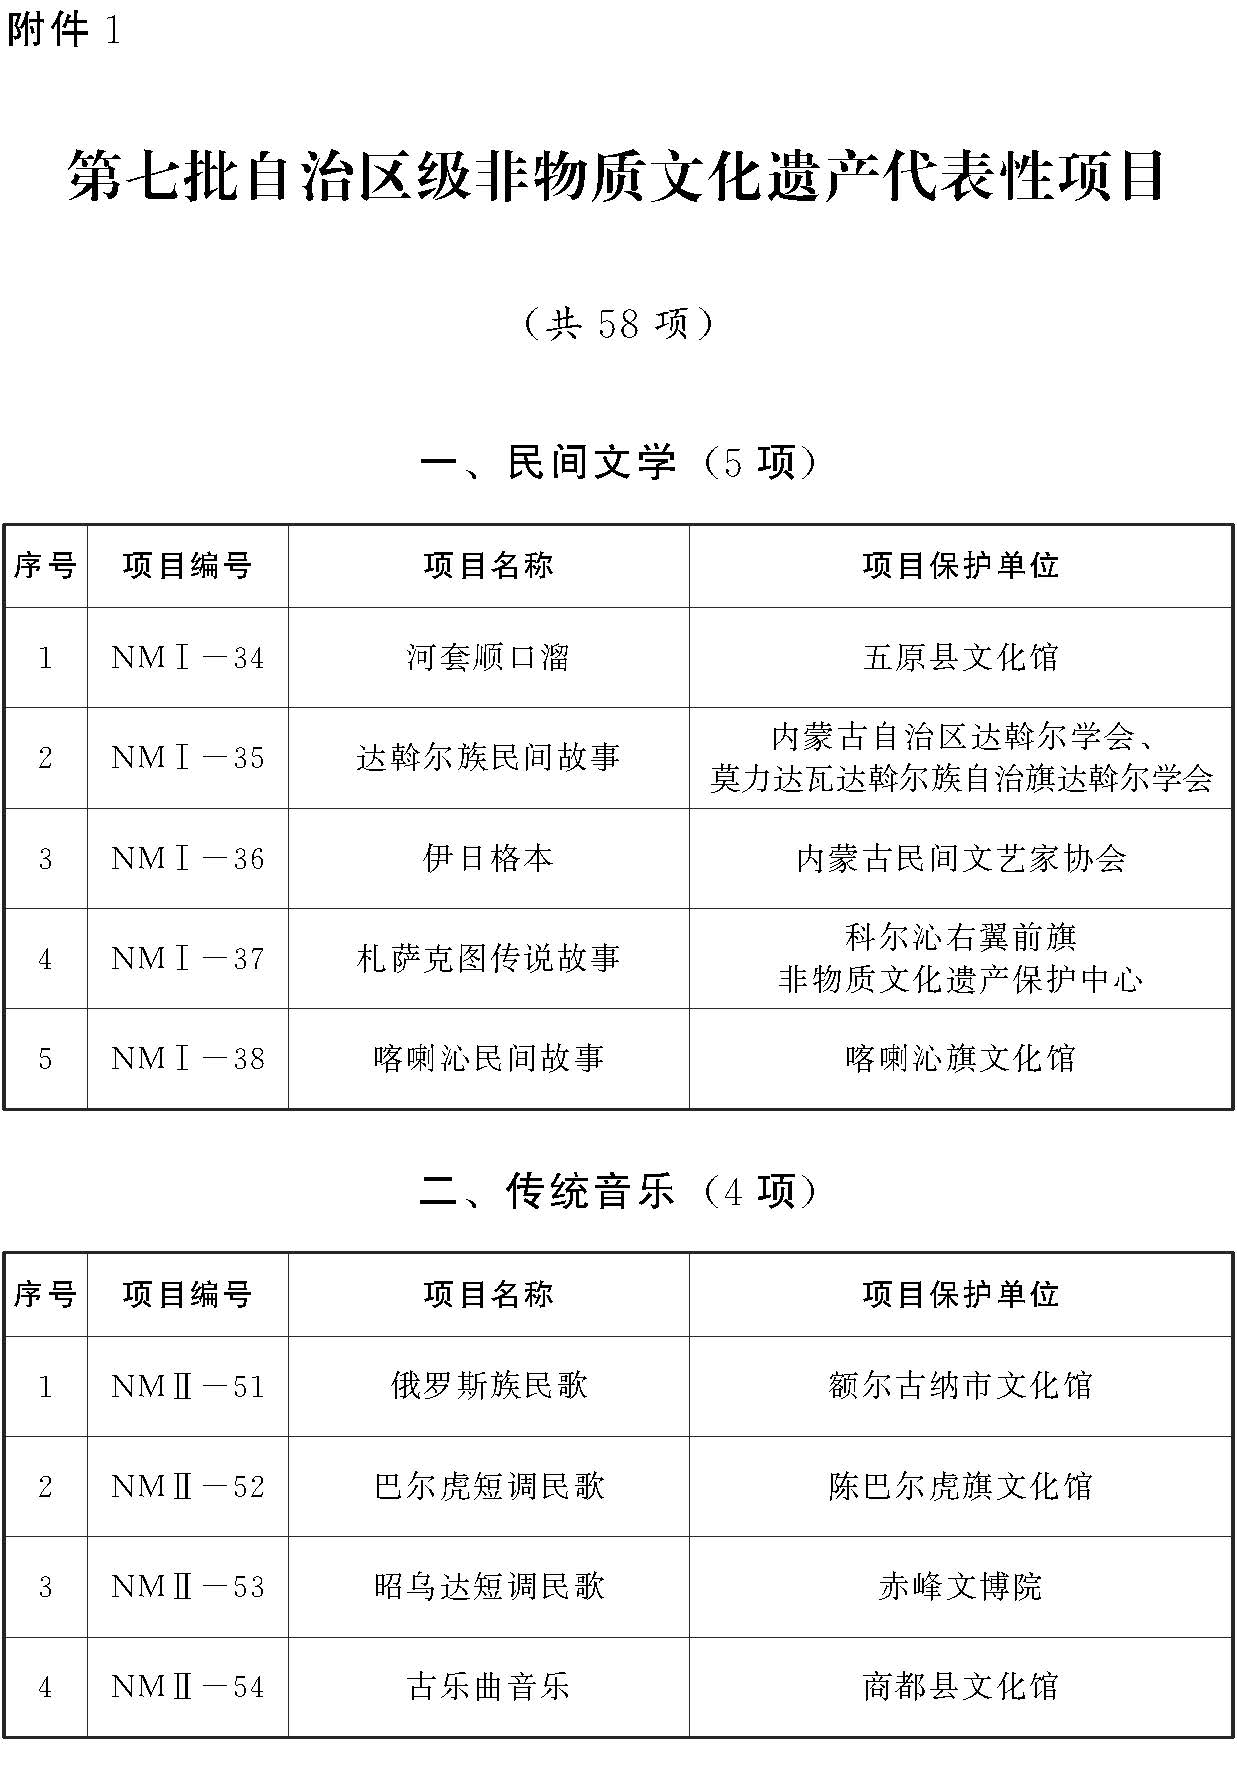 附件1
第七批自治区级非物质文化遗产代表性项目
（共58项）
一、民间文学（5项）
序号 项目编号 项目名称 项目保护单位
1 NMⅠ－34 河套顺口溜 五原县文化馆
2 NMⅠ－35 达斡尔族民间故事 内蒙古自治区达斡尔学会、
莫力达瓦达斡尔族自治旗达斡尔学会
3 NMⅠ－36 伊日格本 内蒙古民间文艺家协会
4 NMⅠ－37 札萨克图传说故事 科尔沁右翼前旗
非物质文化遗产保护中心
5 NMⅠ－38 喀喇沁民间故事 喀喇沁旗文化馆
二、传统音乐（4项）
序号 项目编号 项目名称 项目保护单位
1 NMⅡ－51 俄罗斯族民歌 额尔古纳市文化馆
2 NMⅡ－52 巴尔虎短调民歌 陈巴尔虎旗文化馆
3 NMⅡ－53 昭乌达短调民歌 赤峰文博院
4 NMⅡ－54 古乐曲音乐 商都县文化馆